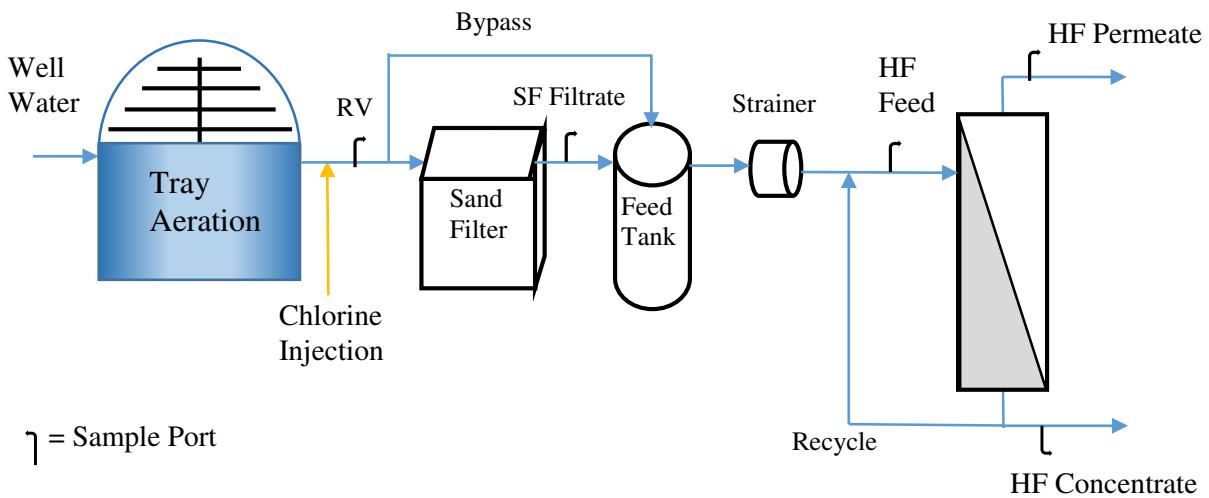 Bypass
HF Permeate
Well
Water
RV
SF Filtrate
Strainer
HF
Feed
Tray
Aeration
Sand
Filter
Feed
Tank
Chlorine
Injection
= Sample Port
Recycle
HF Concentrate